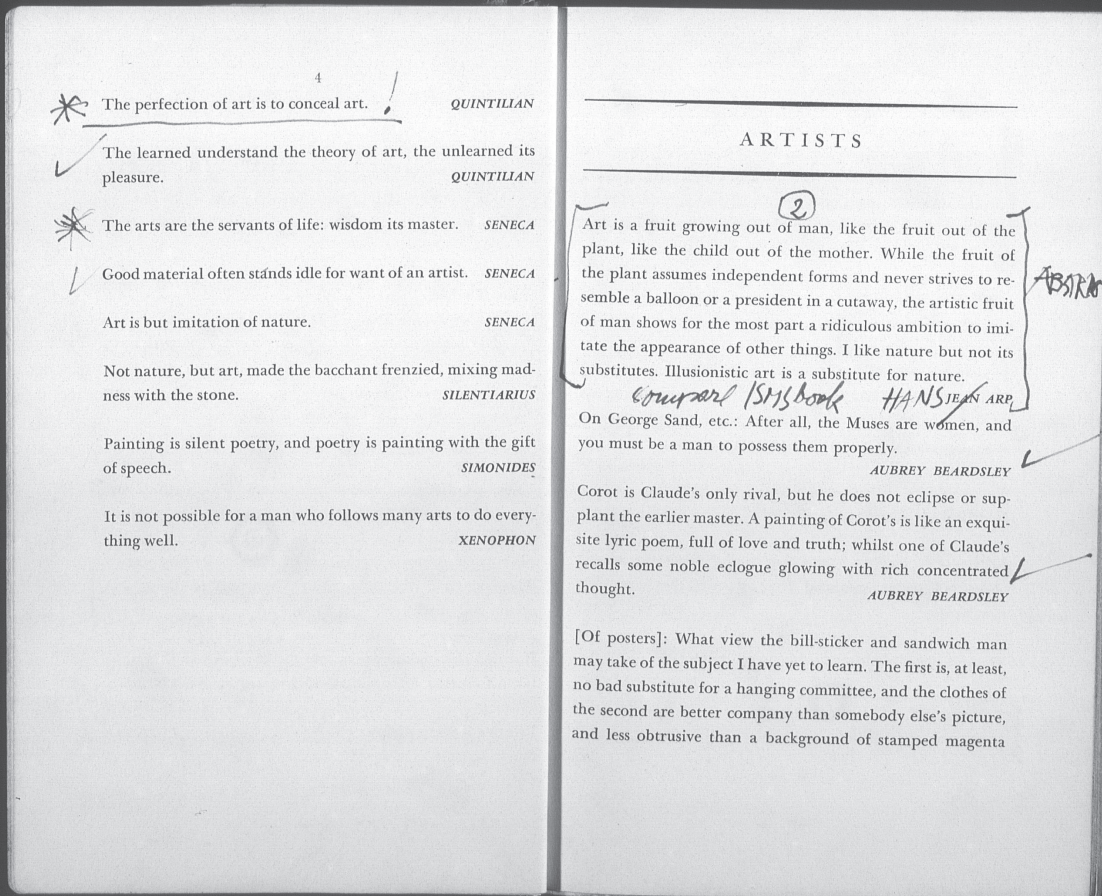 4
The perfection of art is to conceal art. ! QUINTILIAN
The learned understand the theory of art, the unlearned its
pleasure. QUINTILIAN
The arts are the servants of life: wisdom its master. SENECA
Good material often stands idle for want of an artist. SENECA
Art is but imitation of nature. SENECA
Not nature, but art, made the bacchant frenzied, mixing mad-
ness with the stone. SILENTIARIUS
Painting is silent poetry, and poetry is painting with the gift
of speech. SIMONIDES
It is not possible for a man who follows many arts to do every-
thing well. XENOPHON
ARTISTS
2
Art is a fruit growing out of man, like the fruit out of the
plant, like the child out of the mother. While the fruit of
the plant assumes independent forms and never strives to re-
semble a balloon or a president in a cutaway, the artistic fruit
of man shows for the most part a ridiculous ambition to imi-
tate the appearance of other things. I like nature but not its
substitutes. Illusionistic art is a substitute for nature.
compare ISMS book HANS JEAN ARP
On George Sand, etc.: After all, the Muses are women, and
you must be a man to possess them properly.
AUBREY BEARDSLEY
Corot is Claude's only rival, but he does not eclipse or sup-
plant the earlier master. A painting of Corot's is like an exqui-
site lyric poem, full of love and truth; whilst one of Claude's
recalls some noble eclogue glowing with rich concentrated
thought. AUBREY BEARDSLEY
[Of posters]: What view the bill-sticker and sandwich man
may take of the subject I have yet to learn. The first is, at least,
no bad substitute for a hanging committee, and the clothes of
the second are better company than somebody else's picture,
and less obtrusive than a background of stamped magenta